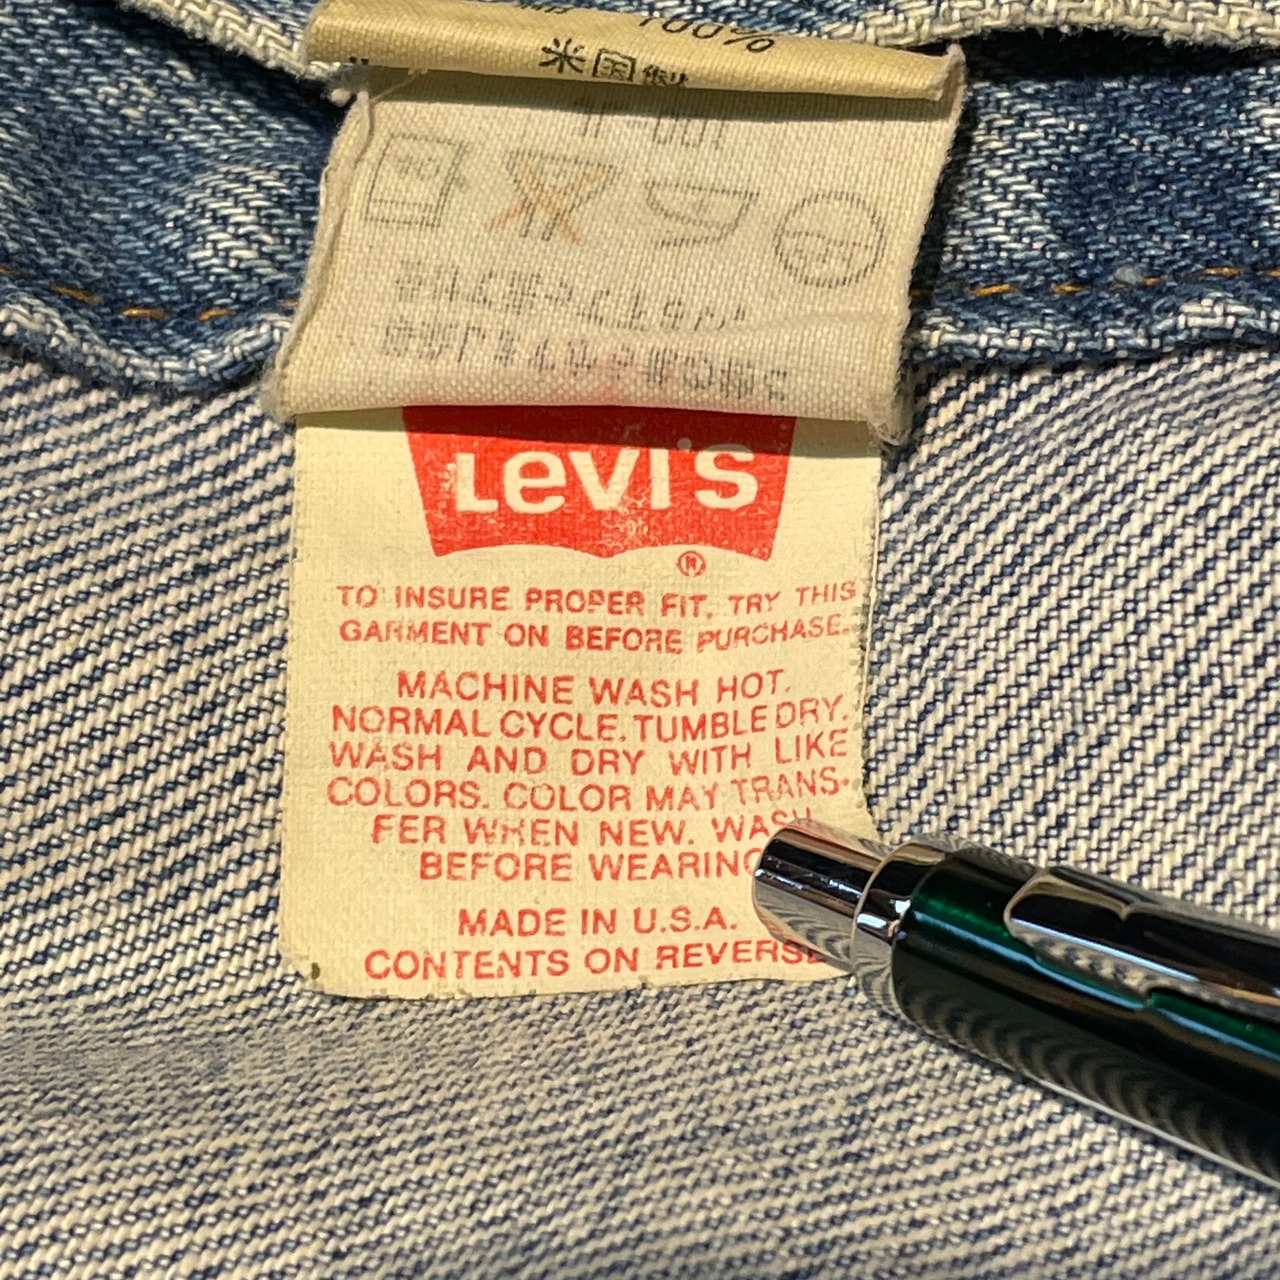 100%
米国製
Levi's
®
TO INSURE PROPER FIT, TRY THIS
GARMENT ON BEFORE PURCHASE.
MACHINE WASH HOT,
NORMAL CYCLE. TUMBLE DRY.
WASH AND DRY WITH LIKE
COLORS. COLOR MAY TRANS-
FER WHEN NEW. WASH
BEFORE WEARING
MADE IN U.S.A.
CONTENTS ON REVERSE